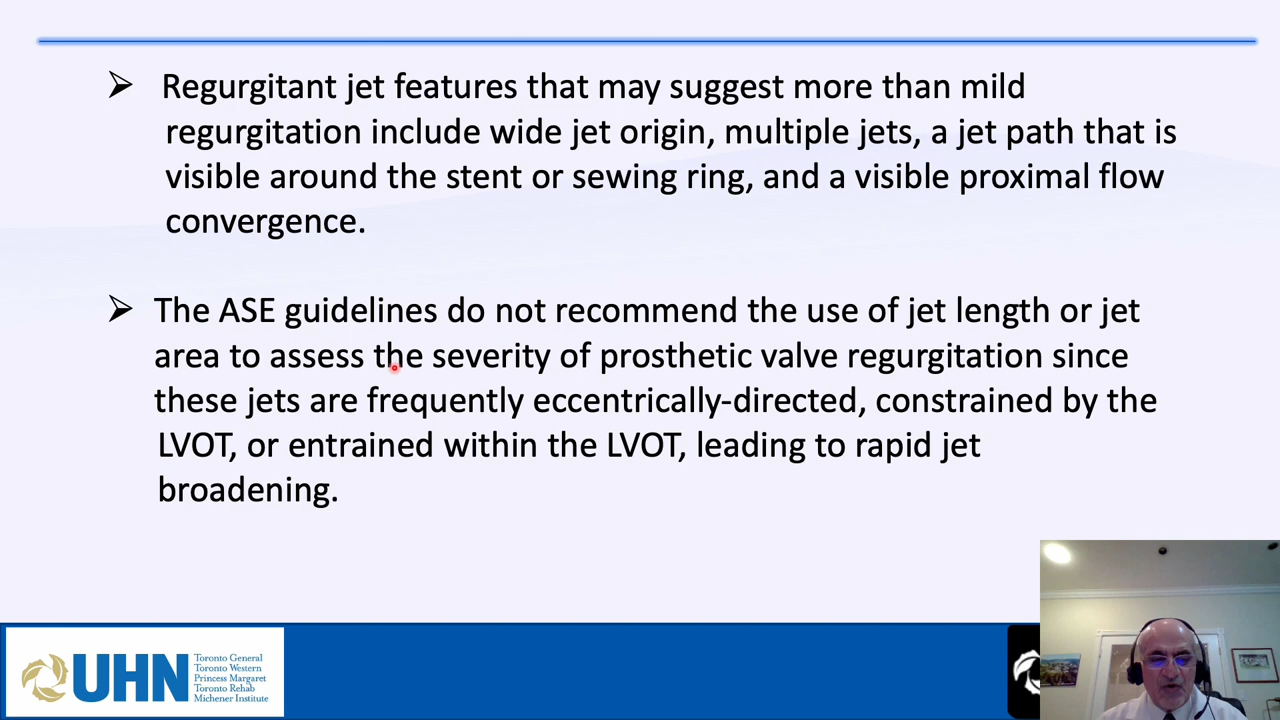 ➢ Regurgitant jet features that may suggest more than mild
regurgitation include wide jet origin, multiple jets, a jet path that is
visible around the stent or sewing ring, and a visible proximal flow
convergence.
➢ The ASE guidelines do not recommend the use of jet length or jet
area to assess the severity of prosthetic valve regurgitation since
these jets are frequently eccentrically-directed, constrained by the
LVOT, or entrained within the LVOT, leading to rapid jet
broadening.
UHN
Toronto General
Toronto Western
Princess Margaret
Toronto Rehab
Michener Institute